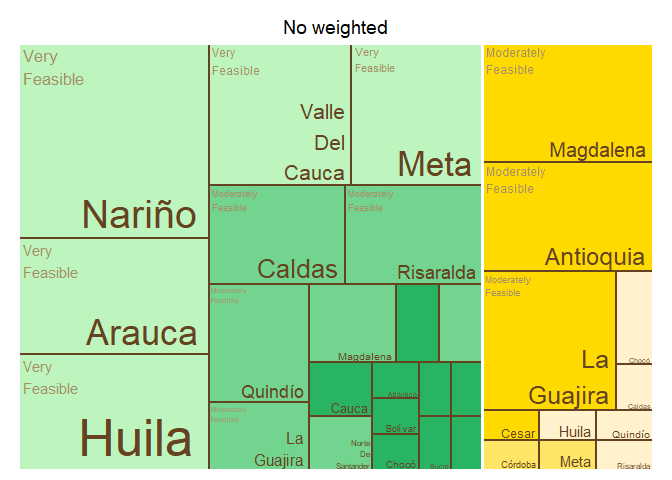 No weighted
Very
Feasible
Nariño
Very
Feasible
Arauca
Very
Feasible
Huila
Very
Feasible
Valle
Del
Cauca
Very
Feasible
Meta
Moderately
Feasible
Caldas
Moderately
Feasible
Risaralda
Moderately
Feasible
Quindío
Moderately
Feasible
La
Guajira
Magdalena
Cauca
Norte
De
Santander
Atlántico
Bolívar
Chocó
Sucre
Moderately
Feasible
Magdalena
Moderately
Feasible
Antioquia
Moderately
Feasible
La
Guajira
Chocó
Caldas
Cesar
Huila
Quindío
Córdoba
Meta
Risaralda